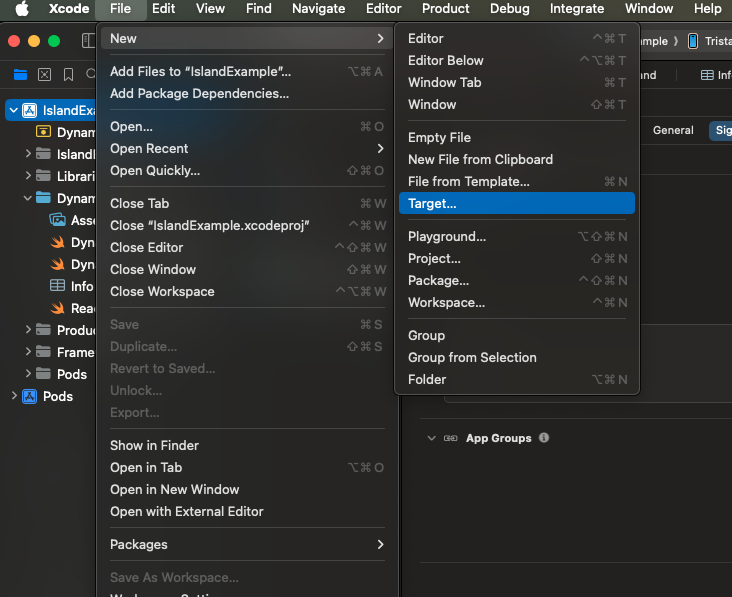 Xcode File Edit View Find Navigate Editor Product Debug Integrate Window Help
New
Add Files to “IslandExample”... ⌥⌘A
Add Package Dependencies...
Open... ⌘O
Open Recent
Open Quickly... ⇧⌘O
Close Tab ⌘W
Close “IslandExample.xcodeproj” ^⌘W
Close Editor ^⇧⌘W
Close Window ⇧⌘W
Close Workspace ^⌥⌘W
Save ⌘S
Duplicate... ⇧⌘S
Revert to Saved...
Unlock...
Export...
Show in Finder
Open in Tab ⌥⌘O
Open in New Window
Open with External Editor
Packages
Save As Workspace...
Editor ^⌘T
Editor Below ^⌥⌘T
Window Tab ⌘T
Window ⇧⌘T
Empty File
New File from Clipboard
File from Template... ⌘N
Target...
Playground... ⌥⇧⌘N
Project... ⇧⌘N
Package... ^⇧⌘N
Workspace... ^⌘N
Group
Group from Selection
Folder ⌥⌘N
IslandExa
Dynam
Islandl
Librari
Dynam
Asse
Dyn
Dyn
Info
Rea
Produ
Frame
Pods
Pods
mple 〉 Trista
nd
Inf
General
Sig
App Groups